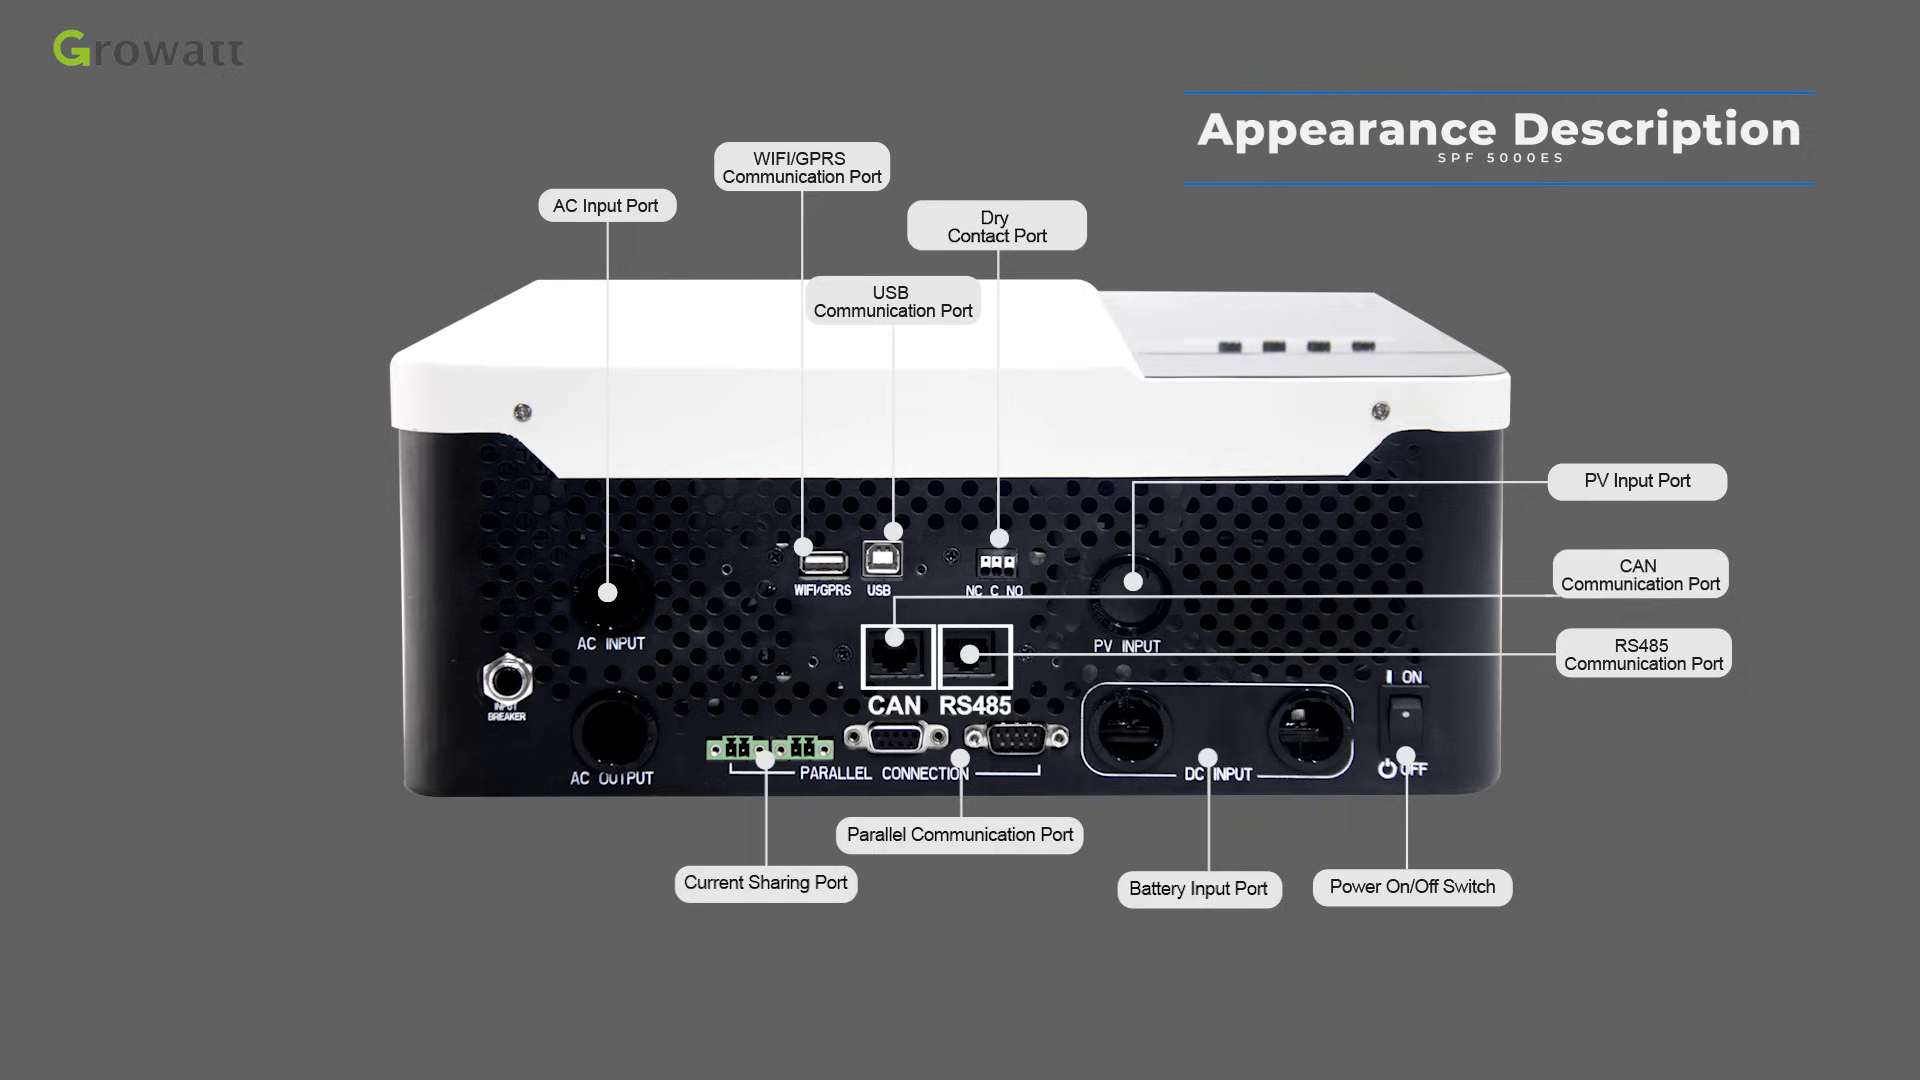 Growatt
Appearance Description
SPF 5000ES
WIFI/GPRS
Communication Port
AC Input Port
Dry
Contact Port
USB
Communication Port
PV Input Port
CAN
Communication Port
RS485
Communication Port
WIFI/GPRS
USB
NC C NO
AC INPUT
PV INPUT
INPUT
BREAKER
CAN
RS485
ON
OFF
AC OUTPUT
PARALLEL CONNECTION
DC INPUT
Parallel Communication Port
Current Sharing Port
Battery Input Port
Power On/Off Switch